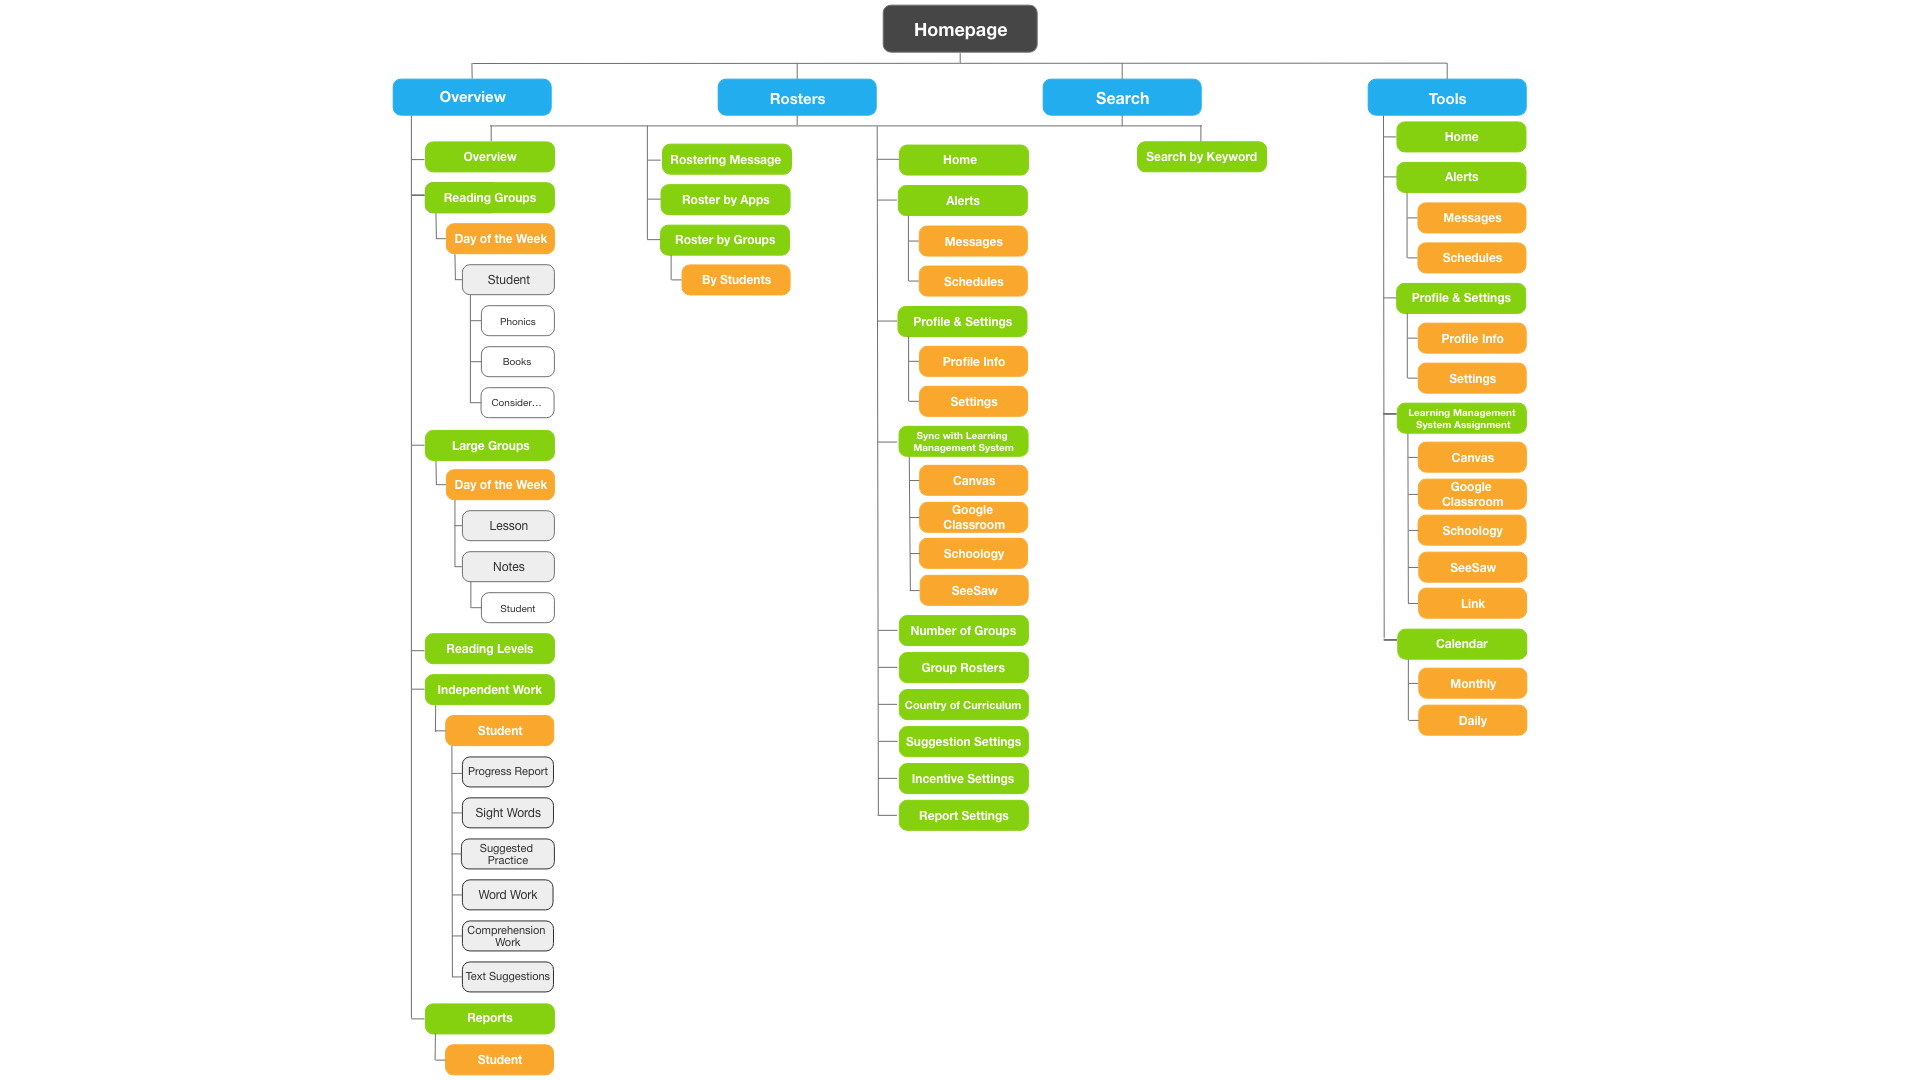 Homepage
Overview
Rosters
Search
Tools
Overview
Reading Groups
Day of the Week
Student
Phonics
Books
Consider...
Large Groups
Day of the Week
Lesson
Notes
Student
Reading Levels
Independent Work
Student
Progress Report
Sight Words
Suggested
Practice
Word Work
Comprehension
Work
Text Suggestions
Reports
Student
Rostering Message
Roster by Apps
Roster by Groups
By Students
Home
Alerts
Messages
Schedules
Profile & Settings
Profile Info
Settings
Sync with Learning
Management System
Canvas
Google
Classroom
Schoology
SeeSaw
Number of Groups
Group Rosters
Country of Curriculum
Suggestion Settings
Incentive Settings
Report Settings
Search by Keyword
Home
Alerts
Messages
Schedules
Profile & Settings
Profile Info
Settings
Learning Management
System Assignment
Canvas
Google
Classroom
Schoology
SeeSaw
Link
Calendar
Monthly
Daily